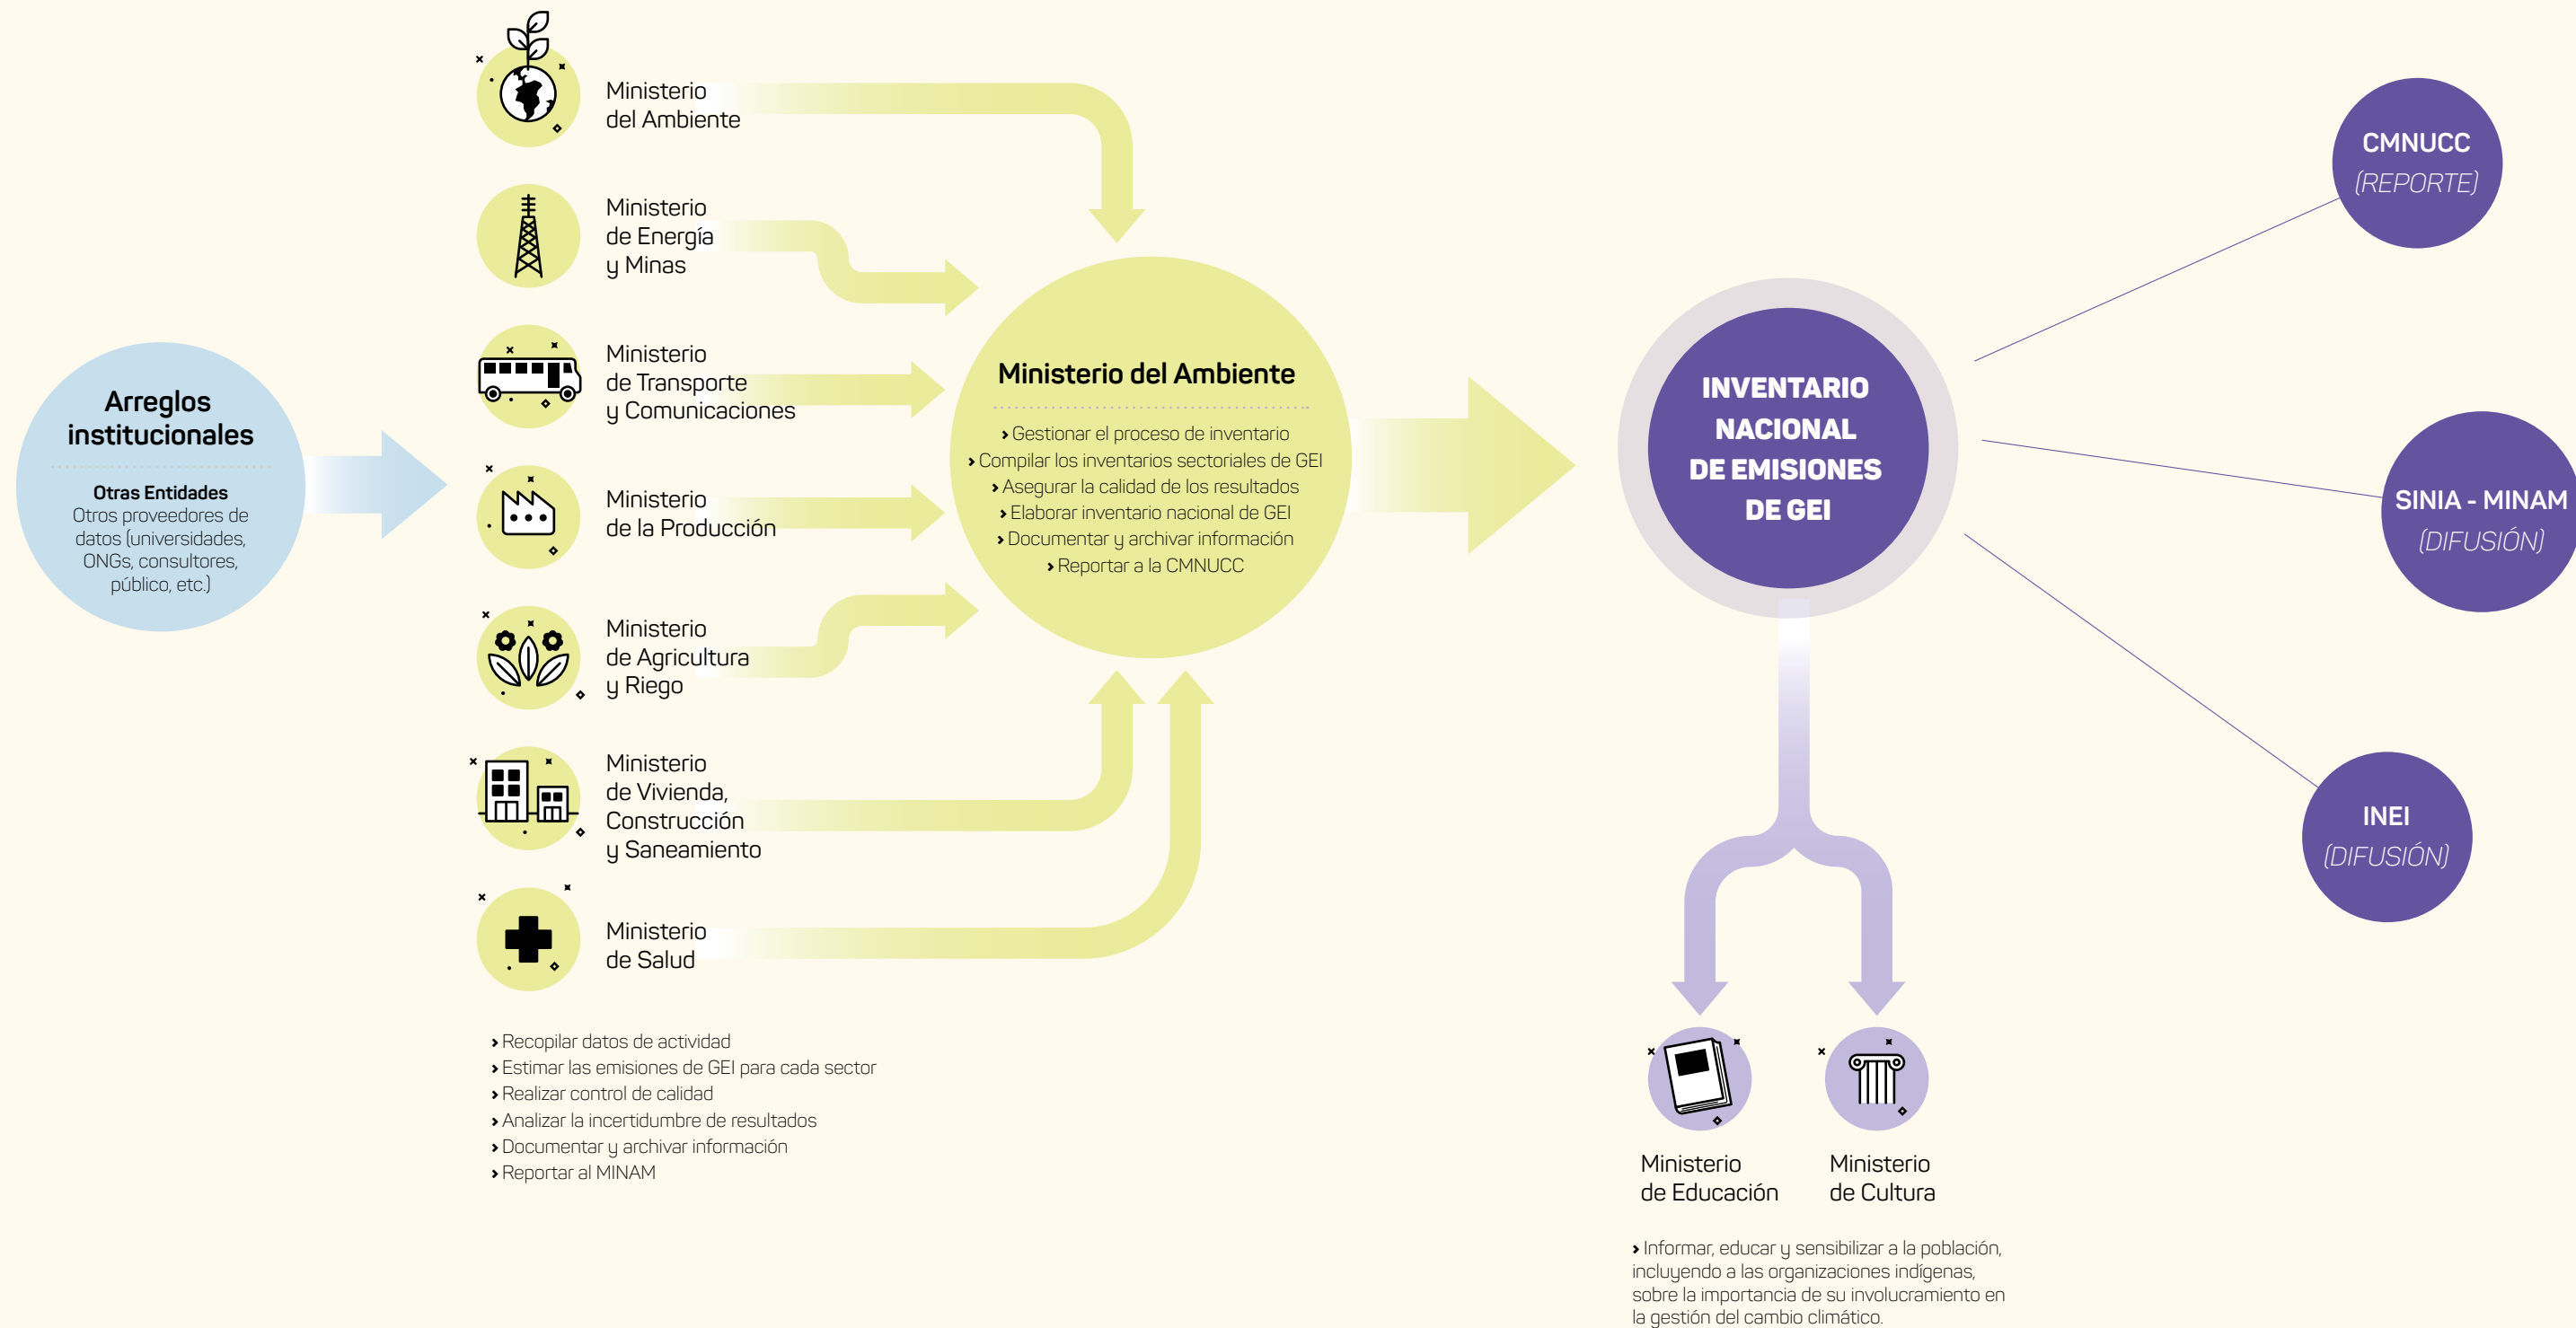 Arreglos
institucionales
Otras Entidades
Otros proveedores de
datos (universidades,
ONGs, consultores,
público, etc.)
Ministerio
del Ambiente
Ministerio
de Energía
y Minas
Ministerio
de Transporte
y Comunicaciones
Ministerio
de la Producción
Ministerio
de Agricultura
y Riego
Ministerio
de Vivienda,
Construcción
y Saneamiento
Ministerio
de Salud
› Recopilar datos de actividad
› Estimar las emisiones de GEI para cada sector
› Realizar control de calidad
› Analizar la incertidumbre de resultados
› Documentar y archivar información
› Reportar al MINAM
Ministerio del Ambiente
› Gestionar el proceso de inventario
› Compilar los inventarios sectoriales de GEI
› Asegurar la calidad de los resultados
› Elaborar inventario nacional de GEI
› Documentar y archivar información
› Reportar a la CMNUCC
INVENTARIO
NACIONAL
DE EMISIONES
DE GEI
CMNUCC
(REPORTE)
SINIA - MINAM
(DIFUSIÓN)
INEI
(DIFUSIÓN)
Ministerio
de Educación
Ministerio
de Cultura
› Informar, educar y sensibilizar a la población,
incluyendo a las organizaciones indígenas,
sobre la importancia de su involucramiento en
la gestión del cambio climático.